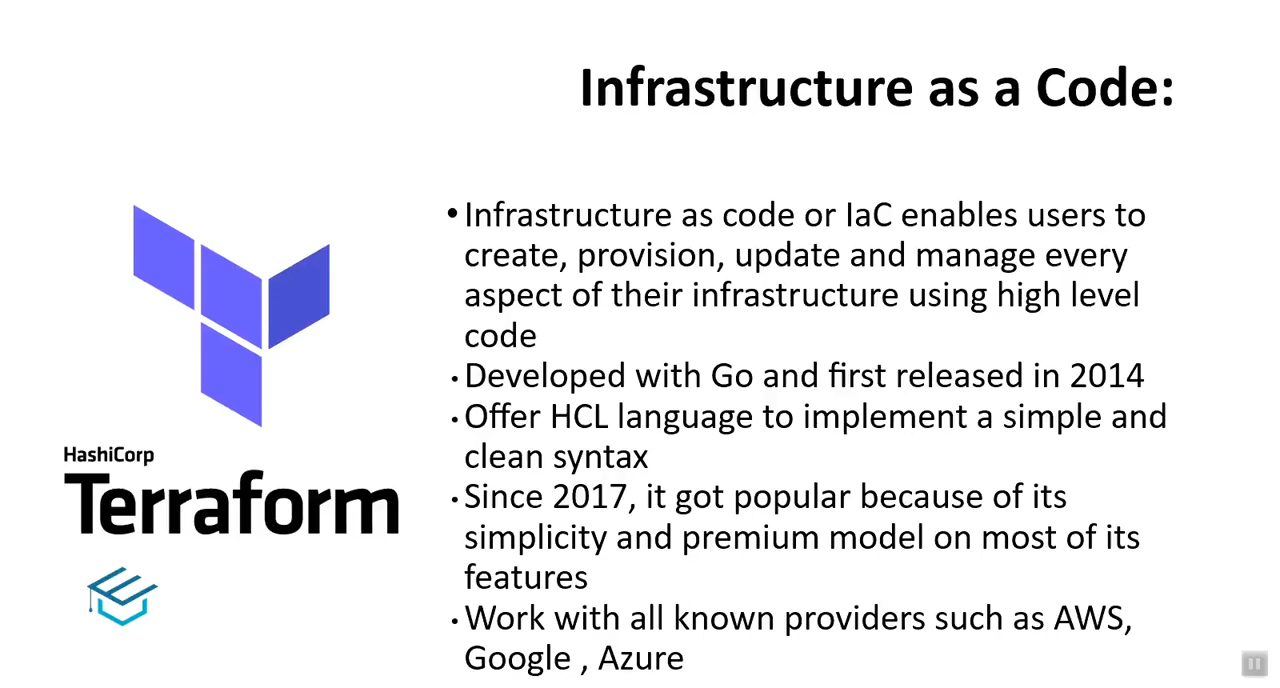 Infrastructure as a Code:
• Infrastructure as code or IaC enables users to
create, provision, update and manage every
aspect of their infrastructure using high level
code
• Developed with Go and first released in 2014
• Offer HCL language to implement a simple and
clean syntax
• Since 2017, it got popular because of its
simplicity and premium model on most of its
features
• Work with all known providers such as AWS,
Google , Azure
HashiCorp
Terraform